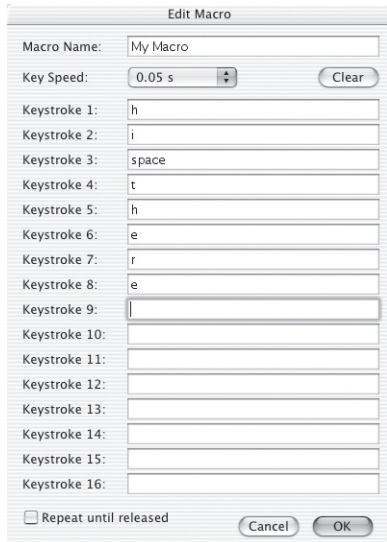 Edit Macro
Macro Name: My Macro
Key Speed: 0.05 s Clear
Keystroke 1: h
Keystroke 2: i
Keystroke 3: space
Keystroke 4: t
Keystroke 5: h
Keystroke 6: e
Keystroke 7: r
Keystroke 8: e
Keystroke 9:
Keystroke 10:
Keystroke 11:
Keystroke 12:
Keystroke 13:
Keystroke 14:
Keystroke 15:
Keystroke 16:
Repeat until released
Cancel OK